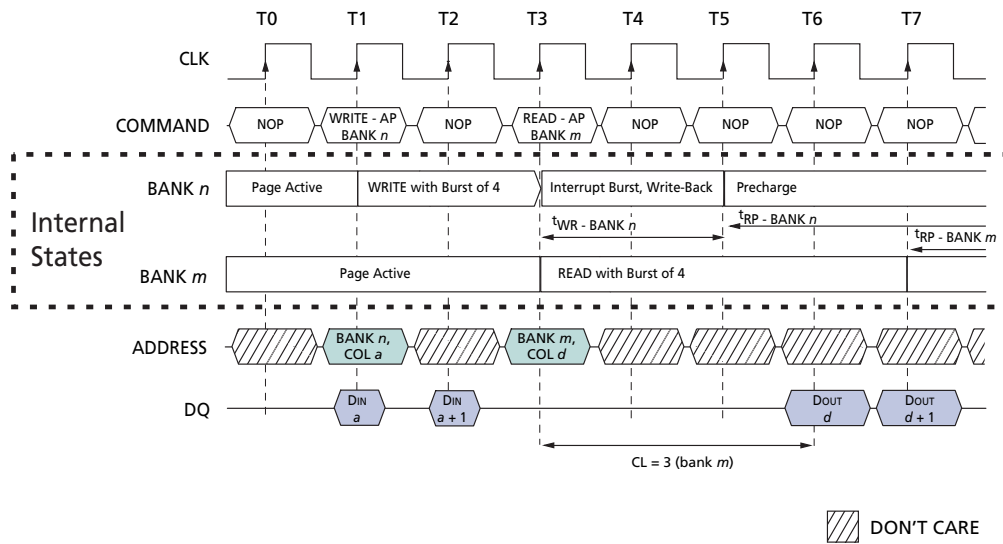 T0 T1 T2 T3 T4 T5 T6 T7
CLK
COMMAND NOP WRITE - AP BANK n NOP READ - AP BANK m NOP NOP NOP NOP
Internal States
BANK n Page Active WRITE with Burst of 4 Interrupt Burst, Write-Back Precharge
tWR - BANK n tRP - BANK n
tRP - BANK m
BANK m Page Active READ with Burst of 4
ADDRESS BANK n, COL a BANK m, COL d
DQ DIN a DIN a + 1 DOUT d DOUT d + 1
CL = 3 (bank m)
DON'T CARE